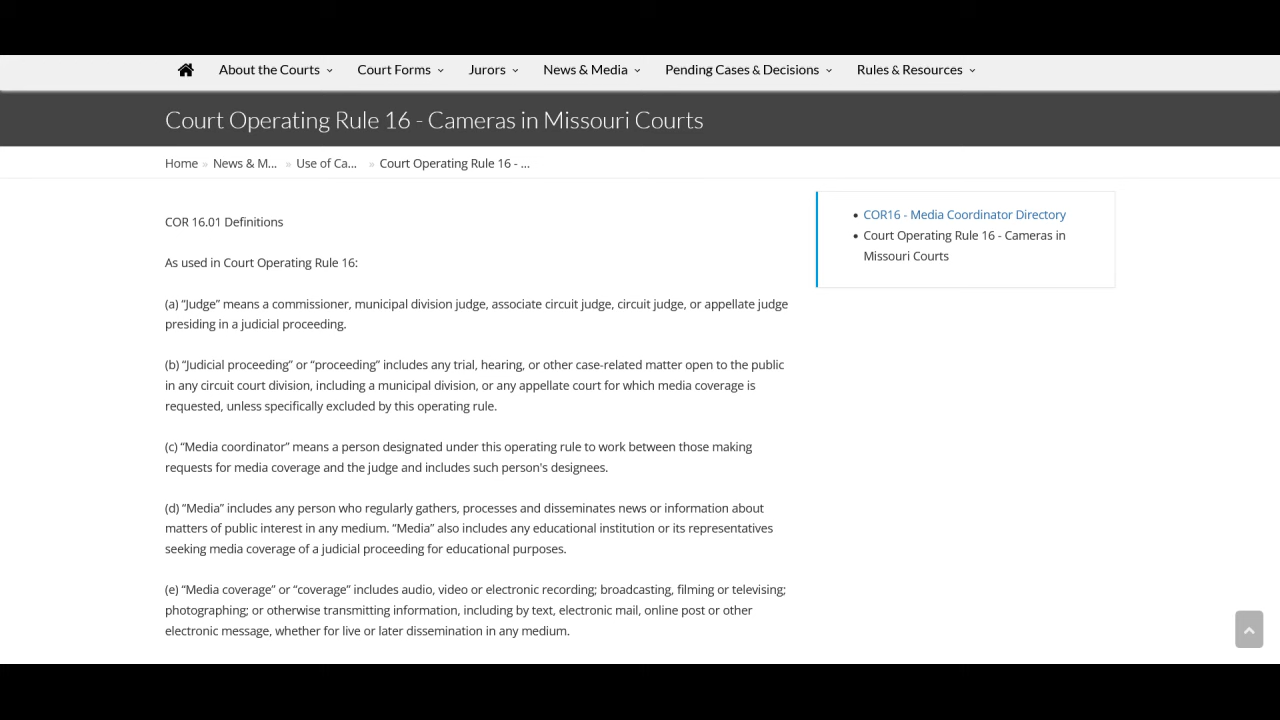 About the Courts Court Forms Jurors News & Media Pending Cases & Decisions Rules & Resources
Court Operating Rule 16 - Cameras in Missouri Courts
Home » News & M... » Use of Ca... » Court Operating Rule 16 - ...
COR 16.01 Definitions
As used in Court Operating Rule 16:
(a) “Judge” means a commissioner, municipal division judge, associate circuit judge, circuit judge, or appellate judge
presiding in a judicial proceeding.
(b) “Judicial proceeding” or “proceeding” includes any trial, hearing, or other case-related matter open to the public
in any circuit court division, including a municipal division, or any appellate court for which media coverage is
requested, unless specifically excluded by this operating rule.
(c) “Media coordinator” means a person designated under this operating rule to work between those making
requests for media coverage and the judge and includes such person's designees.
(d) “Media” includes any person who regularly gathers, processes and disseminates news or information about
matters of public interest in any medium. “Media” also includes any educational institution or its representatives
seeking media coverage of a judicial proceeding for educational purposes.
(e) “Media coverage” or “coverage” includes audio, video or electronic recording; broadcasting, filming or televising;
photographing; or otherwise transmitting information, including by text, electronic mail, online post or other
electronic message, whether for live or later dissemination in any medium.
• COR16 - Media Coordinator Directory
• Court Operating Rule 16 - Cameras in
Missouri Courts